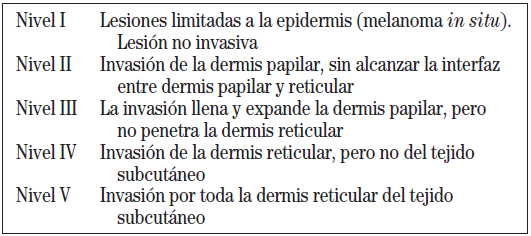 Nivel I Lesiones limitadas a la epidermis (melanoma in situ).
Lesión no invasiva
Nivel II Invasión de la dermis papilar, sin alcanzar la interfaz
entre dermis papilar y reticular
Nivel III La invasión llena y expande la dermis papilar, pero
no penetra la dermis reticular
Nivel IV Invasión de la dermis reticular, pero no del tejido
subcutáneo
Nivel V Invasión por toda la dermis reticular del tejido
subcutáneo